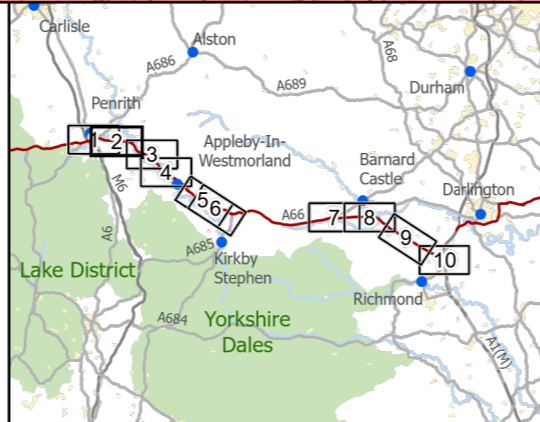 Carlisle
Alston
A686
A68
A689
Durham
Penrith
1
2
3
4
5
6
Appleby-In-
Westmorland
Barnard
Castle
Darlington
M6
A66
7
8
9
10
A6
A685
Lake District
Kirkby
Stephen
Richmond
A684
Yorkshire
Dales
A1(M)